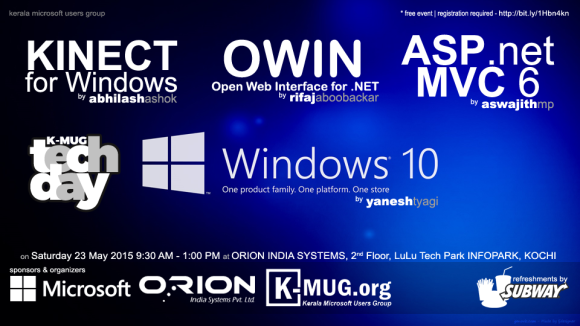 kerala microsoft users group
* free event | registration required - http://bit.ly/1Hbn4kn
KINECT
for Windows
by abhilashashok
OWIN
Open Web Interface for .NET
by rifajaboobackar
ASP.net
MVC 6
by aswajithmp
K-MUG
tech
day
Windows 10
One product family. One platform. One store
by yaneshtyagi
on Saturday 23 May 2015 9:30 AM - 1:00 PM at ORION INDIA SYSTEMS, 2nd Floor, LuLu Tech Park INFOPARK, KOCHI
sponsors & organizers
Microsoft
ORION
India Systems Pvt. Ltd
K-MUG.org
Kerala Microsoft Users Group
refreshments by
SUBWAY